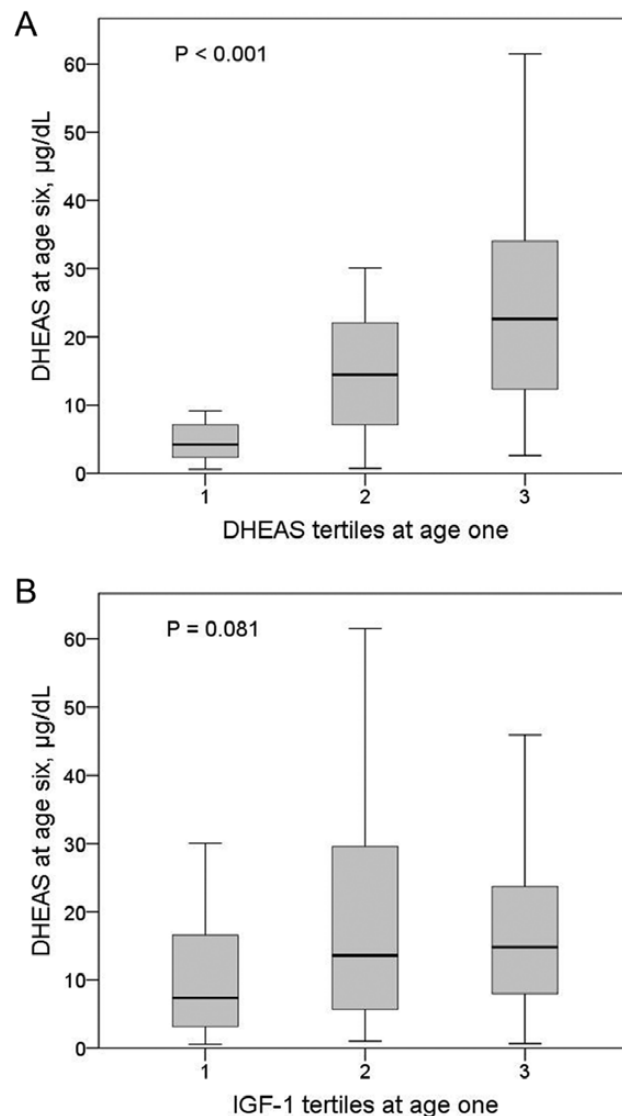 A
P < 0.001
DHEAS at age six, µg/dL
60
50
40
30
20
10
0
1 2 3
DHEAS tertiles at age one
B
P = 0.081
DHEAS at age six, µg/dL
60
50
40
30
20
10
0
1 2 3
IGF-1 tertiles at age one